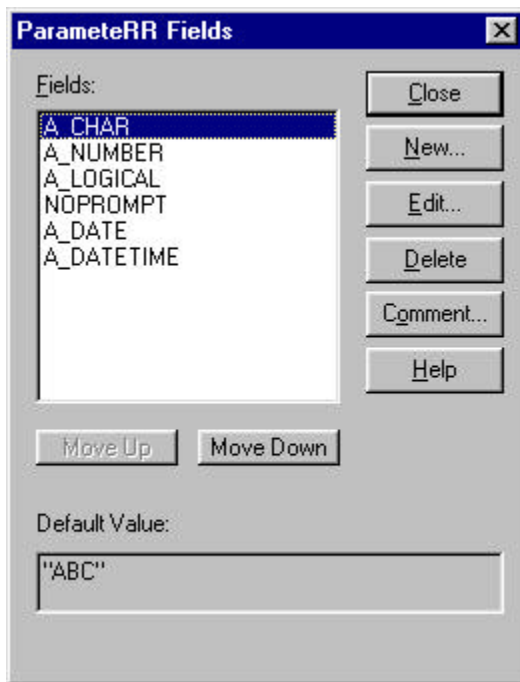 ParameteRR Fields
Fields:
A_CHAR
A_NUMBER
A_LOGICAL
NOPROMPT
A_DATE
A_DATETIME
Close
New...
Edit...
Delete
Comment...
Help
Move Up
Move Down
Default Value:
"ABC"